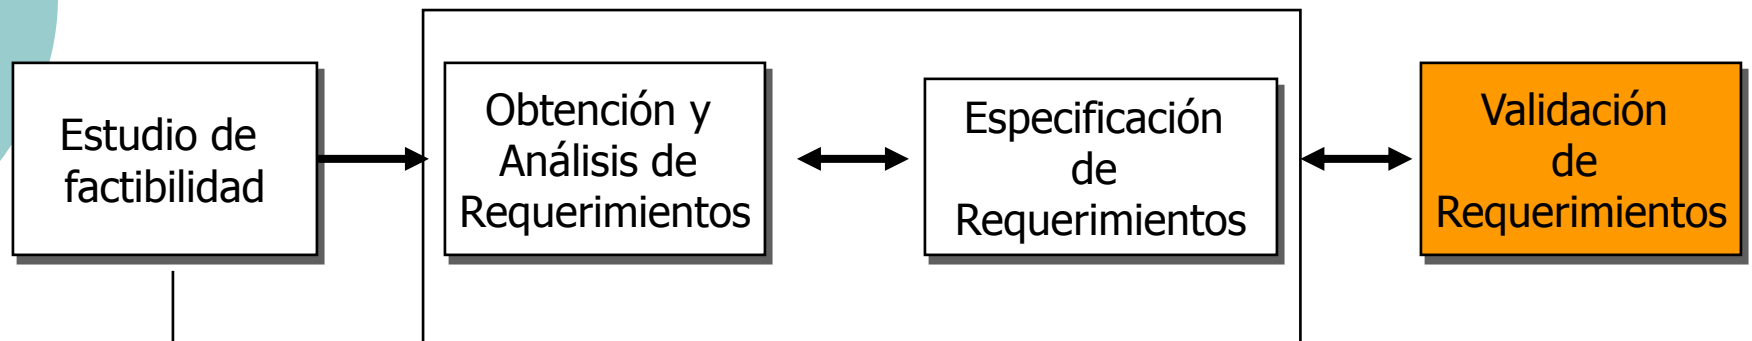 Estudio de
factibilidad
Obtención y
Análisis de
Requerimientos
Especificación
de
Requerimientos
Validación
de
Requerimientos